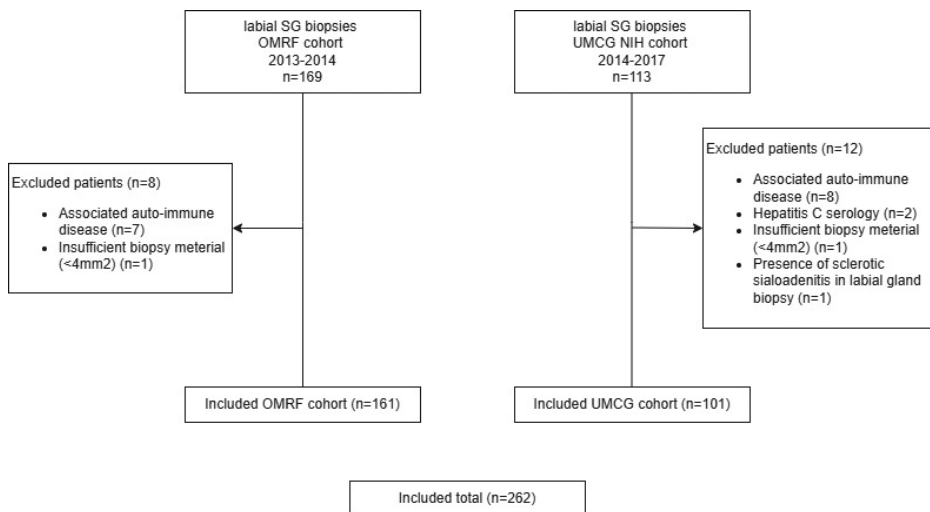 labial SG biopsies
OMRF cohort
2013-2014
n=169
labial SG biopsies
UMCG NIH cohort
2014-2017
n=113
Excluded patients (n=8)
• Associated auto-immune
disease (n=7)
• Insufficient biopsy meterial
(<4mm2) (n=1)
Excluded patients (n=12)
• Associated auto-immune
disease (n=8)
• Hepatitis C serology (n=2)
• Insufficient biopsy meterial
(<4mm2) (n=1)
• Presence of sclerotic
sialoadenitis in labial gland
biopsy (n=1)
Included OMRF cohort (n=161)
Included UMCG cohort (n=101)
Included total (n=262)